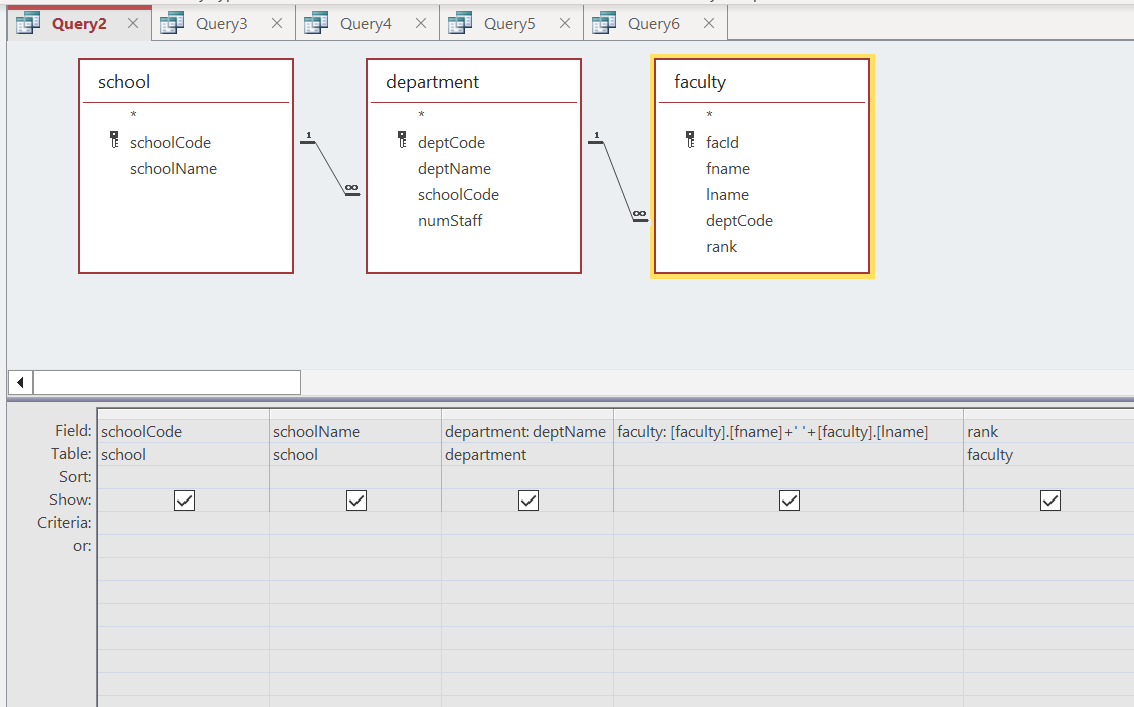 Query2 Query3 Query4 Query5 Query6
school department faculty
* * *
schoolCode 1 deptCode 1 facId
schoolName deptName fname
∞ schoolCode lname
numStaff ∞ deptCode
rank
Field: schoolCode schoolName department: deptName faculty: [faculty].[fname]+' '+[faculty].[lname] rank
Table: school school department faculty
Sort:
Show:
Criteria:
or: